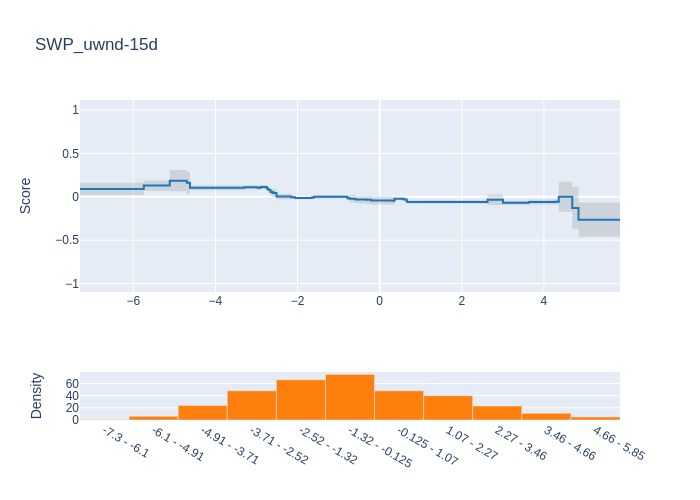 SWP_uwnd-15d
Score
1
0.5
0
−0.5
−1
−6
−4
−2
0
2
4
Density
60
40
20
0
-7.3 - -6.1
-6.1 - -4.91
-4.91 - -3.71
-3.71 - -2.52
-2.52 - -1.32
-1.32 - -0.125
-0.125 - 1.07
1.07 - 2.27
2.27 - 3.46
3.46 - 4.66
4.66 - 5.85